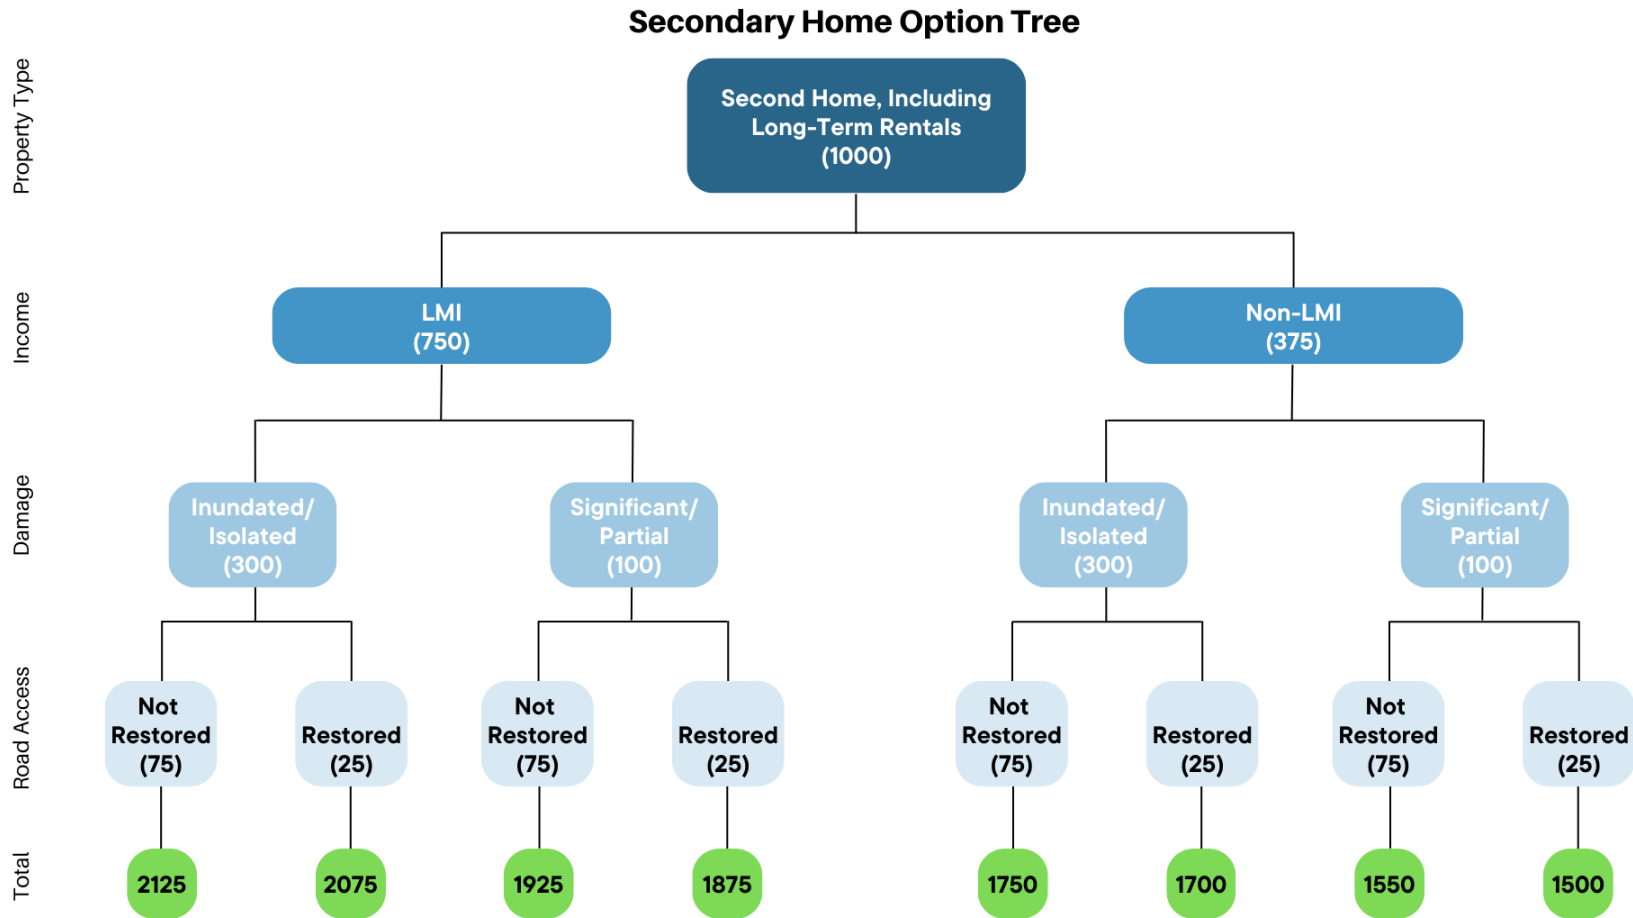 Secondary Home Option Tree
Property Type
Second Home, Including
Long-Term Rentals
(1000)
Income
LMI
(750)
Non-LMI
(375)
Damage
Inundated/
Isolated
(300)
Significant/
Partial
(100)
Inundated/
Isolated
(300)
Significant/
Partial
(100)
Road Access
Not
Restored
(75)
Restored
(25)
Not
Restored
(75)
Restored
(25)
Not
Restored
(75)
Restored
(25)
Not
Restored
(75)
Restored
(25)
Total
2125
2075
1925
1875
1750
1700
1550
1500